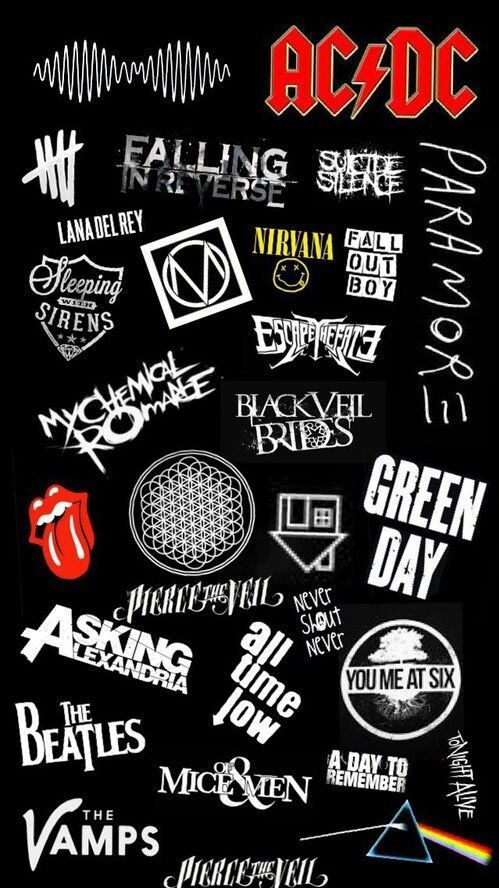 AC DC
FALLING
IN REVERSE
SUICIDE
SILENCE
PARAMORE
LANA DEL REY
NIRVANA
FALL
OUT
BOY
Sleeping
WITH
SIRENS
ESCAPE THE FATE
MY CHEMICAL
ROMANCE
BLACK VEIL
BRIDES
GREEN
DAY
PIERCE THE VEIL
never
shout
never
ASKING
ALEXANDRIA
all
time
low
YOU ME AT SIX
THE
BEATLES
OF
MICE & MEN
A DAY TO
REMEMBER
TONIGHT ALIVE
THE
VAMPS
PIERCE THE VEIL